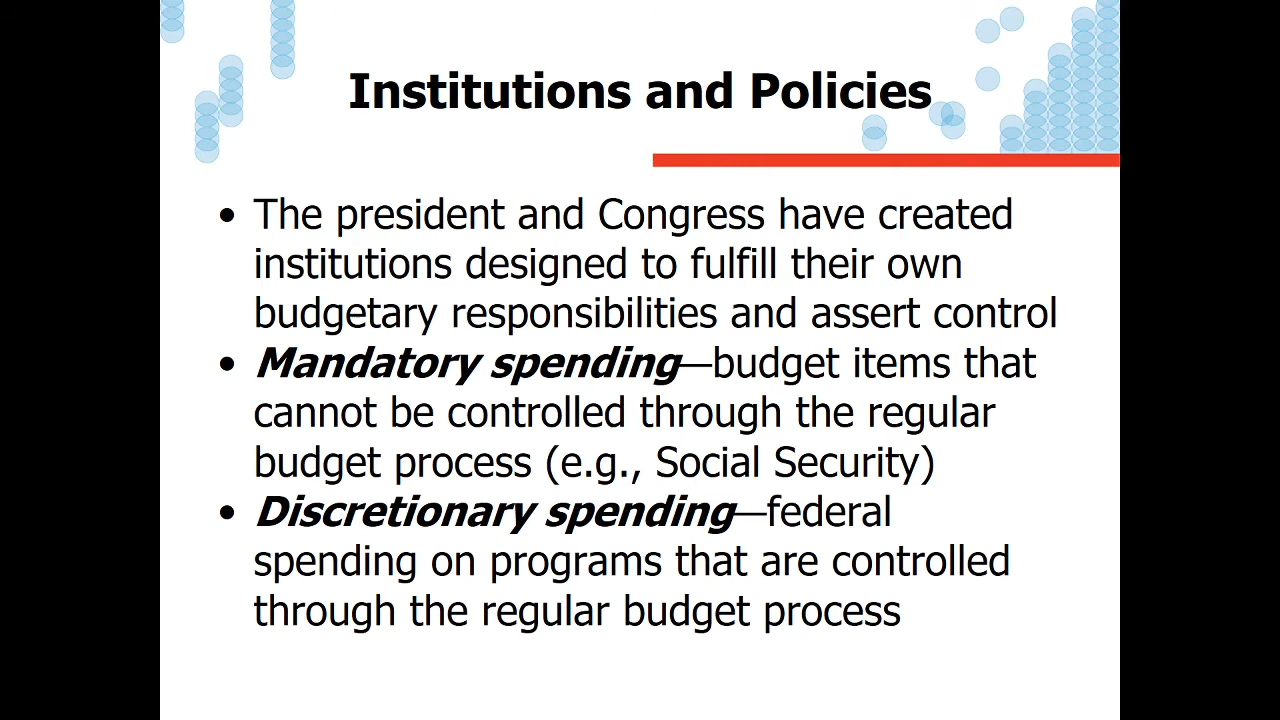 Institutions and Policies
• The president and Congress have created
institutions designed to fulfill their own
budgetary responsibilities and assert control
• Mandatory spending—budget items that
cannot be controlled through the regular
budget process (e.g., Social Security)
• Discretionary spending—federal
spending on programs that are controlled
through the regular budget process